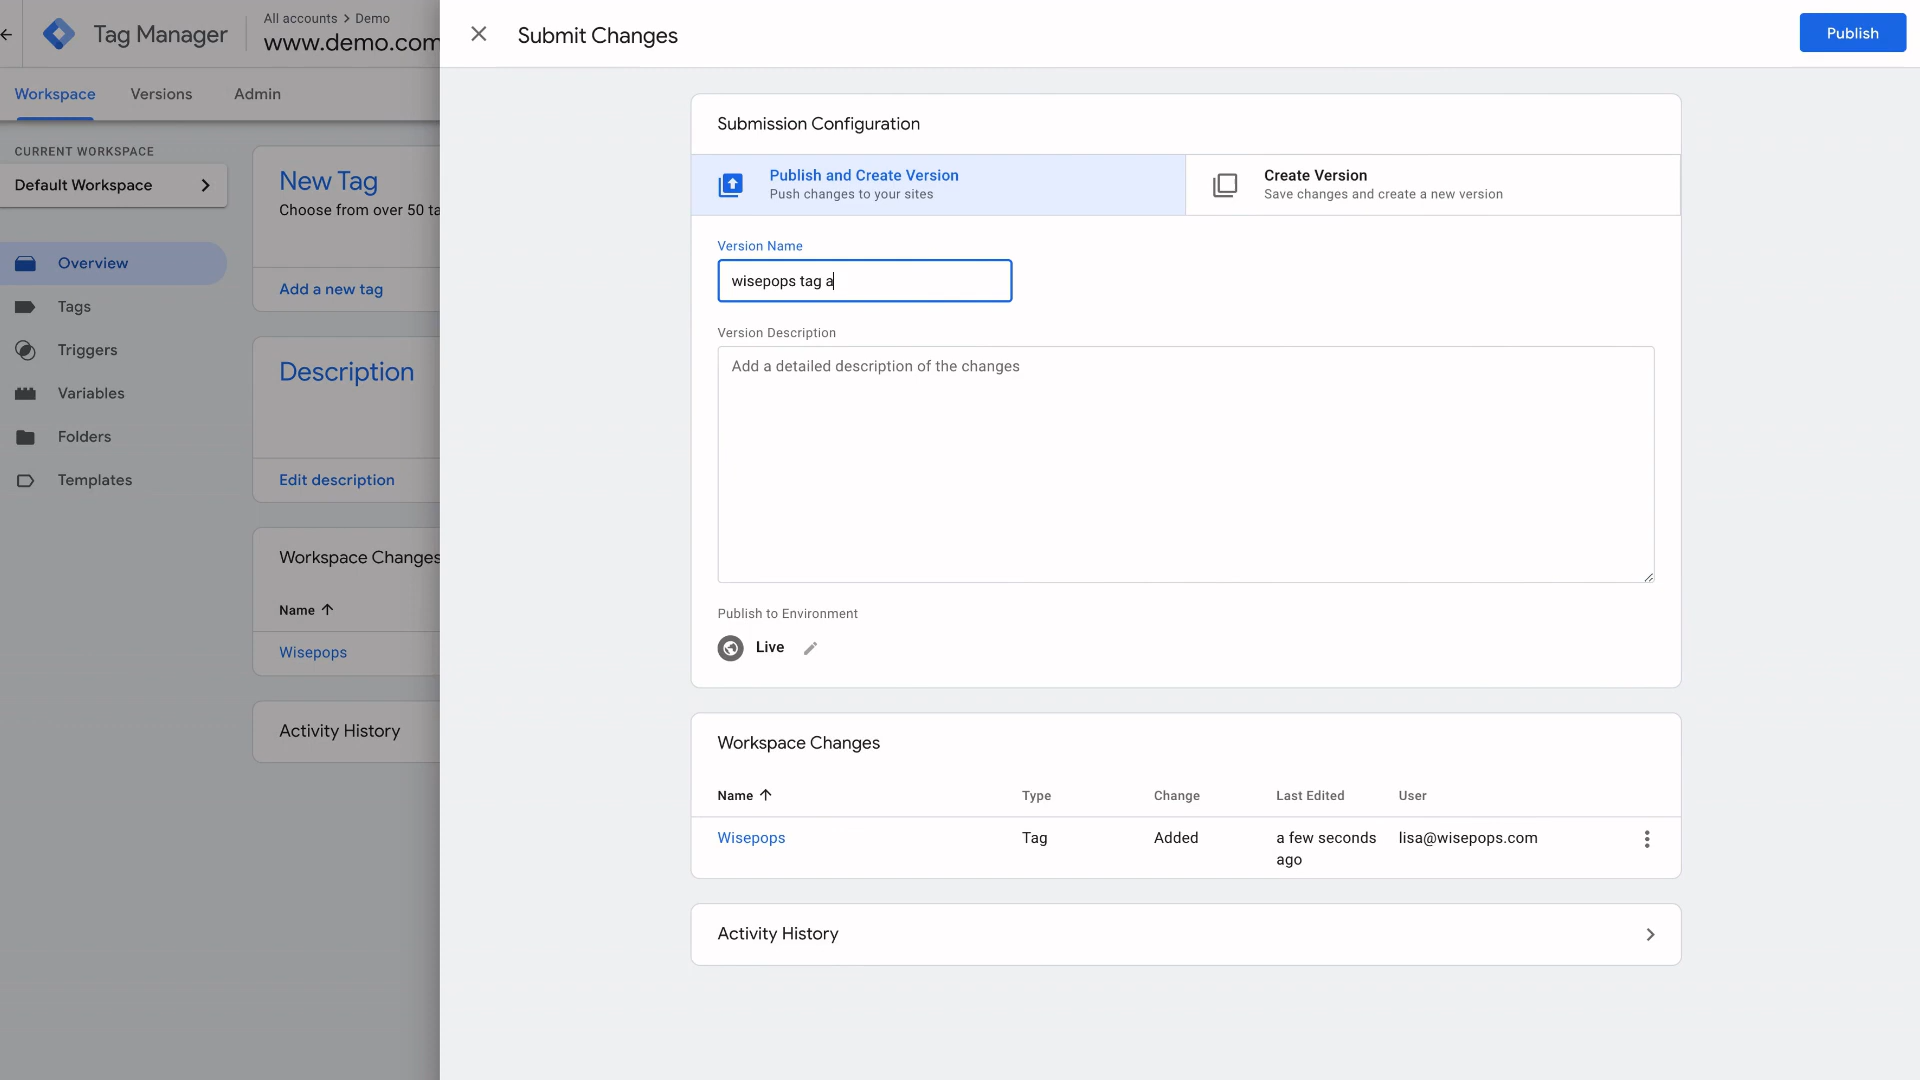 Tag Manager
All accounts > Demo
www.demo.com
Submit Changes
Publish
Workspace
Versions
Admin
CURRENT WORKSPACE
Default Workspace
Overview
Tags
Triggers
Variables
Folders
Templates
New Tag
Choose from over 50 ta
Add a new tag
Description
Edit description
Workspace Changes
Name
Wisepops
Activity History
Submission Configuration
Publish and Create Version
Push changes to your sites
Create Version
Save changes and create a new version
Version Name
wisepops tag a
Version Description
Add a detailed description of the changes
Publish to Environment
Live
Workspace Changes
Name Type Change Last Edited User
Wisepops Tag Added a few seconds ago lisa@wisepops.com
Activity History